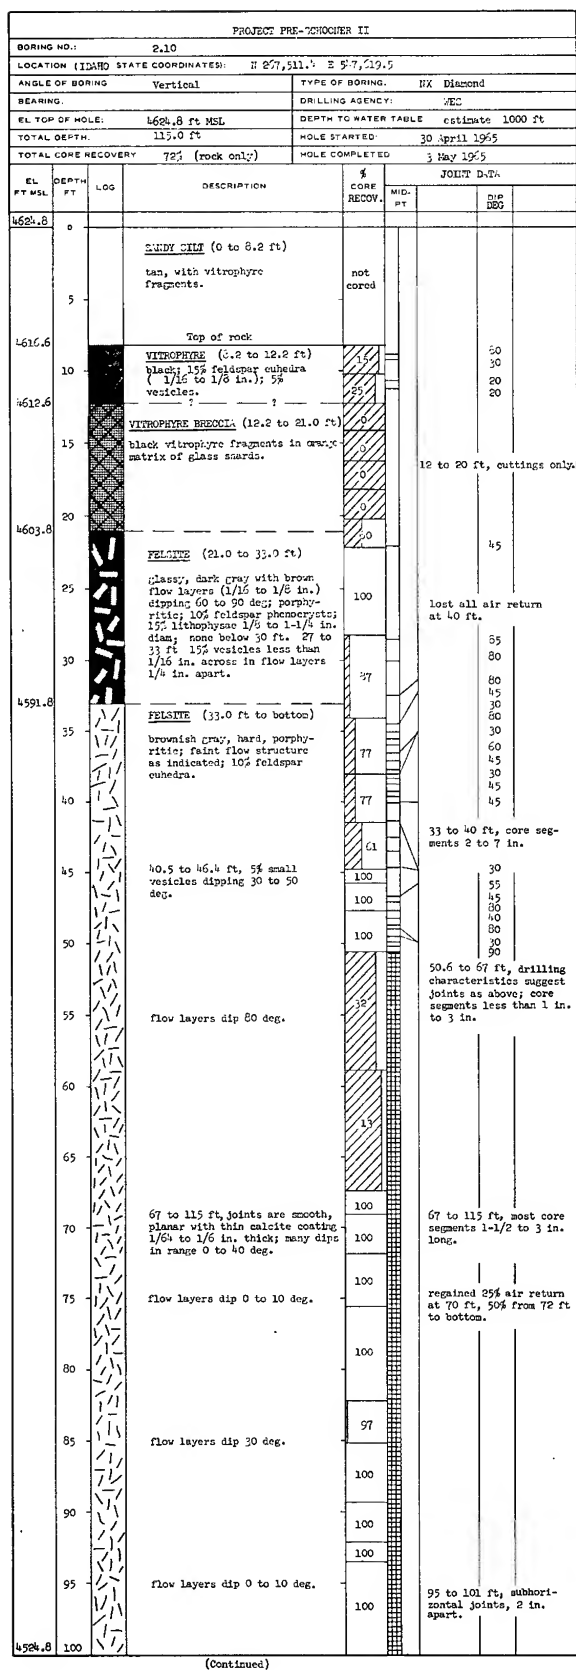 PROJECT PRE-SCHOONER II
BORING NO.: 2.10
LOCATION (IDAHO STATE COORDINATES): N 267,511.4 E 547,619.5
ANGLE OF BORING Vertical TYPE OF BORING. NX Diamond
BEARING. DRILLING AGENCY: WES
EL TOP OF HOLE: 4624.8 ft MSL DEPTH TO WATER TABLE estimate 1000 ft
TOTAL DEPTH. 115.0 ft HOLE STARTED 30 April 1965
TOTAL CORE RECOVERY 72% (rock only) HOLE COMPLETED 3 May 1965
EL FT MSL DEPTH FT LOG DESCRIPTION % CORE RECOV. JOINT DATA
MID-PT DIP DEG
4624.8 0
SANDY SILT (0 to 8.2 ft)
tan, with vitrophyre
fragments.
not
cored
5
Top of rock
4616.6
VITROPHYRE (8.2 to 12.2 ft)
black; 15% feldspar euhedra
( 1/16 to 1/8 in.); 5%
vesicles.
10
15
25
60
30
20
20
4612.6
? ?
VITROPHYRE BRECCIA (12.2 to 21.0 ft)
black vitrophyre fragments in orange
matrix of glass shards.
15
0
0
0
0
12 to 20 ft, cuttings only.
20
4603.8
45
FELSITE (21.0 to 33.0 ft)
glassy, dark gray with brown
flow layers (1/16 to 1/8 in.)
dipping 60 to 90 deg; porphy-
ritic; 10% feldspar phenocrysts;
15% lithophysae 1/8 to 1-1/4 in.
diam; none below 30 ft. 27 to
33 ft 15% vesicles less than
1/16 in. across in flow layers
1/4 in. apart.
25
100
lost all air return
at 40 ft.
30
87
80
80
45
30
80
30
60
45
30
45
45
4591.8
FELSITE (33.0 ft to bottom)
brownish gray, hard, porphy-
ritic; faint flow structure
as indicated; 10% feldspar
euhedra.
35
77
40
77
33 to 40 ft, core seg-
ments 2 to 7 in.
61
40.5 to 46.4 ft, 5% small
vesicles dipping 30 to 50
deg.
45
100
100
30
55
45
80
40
80
30
90
50
100
50.6 to 67 ft, drilling
characteristics suggest
joints as above; core
segments less than 1 in.
to 3 in.
32
flow layers dip 80 deg.
55
60
13
65
67 to 115 ft, joints are smooth,
planar with thin calcite coating
1/64 to 1/6 in. thick; many dips
in range 0 to 40 deg.
100
70
100
67 to 115 ft, most core
segments 1-1/2 to 3 in.
long.
100
flow layers dip 0 to 10 deg.
75
regained 25% air return
at 70 ft, 50% from 72 ft
to bottom.
100
80
97
flow layers dip 30 deg.
85
100
90
100
100
flow layers dip 0 to 10 deg.
95
100
95 to 101 ft, subhori-
zontal joints, 2 in.
apart.
4524.8 100
(Continued)